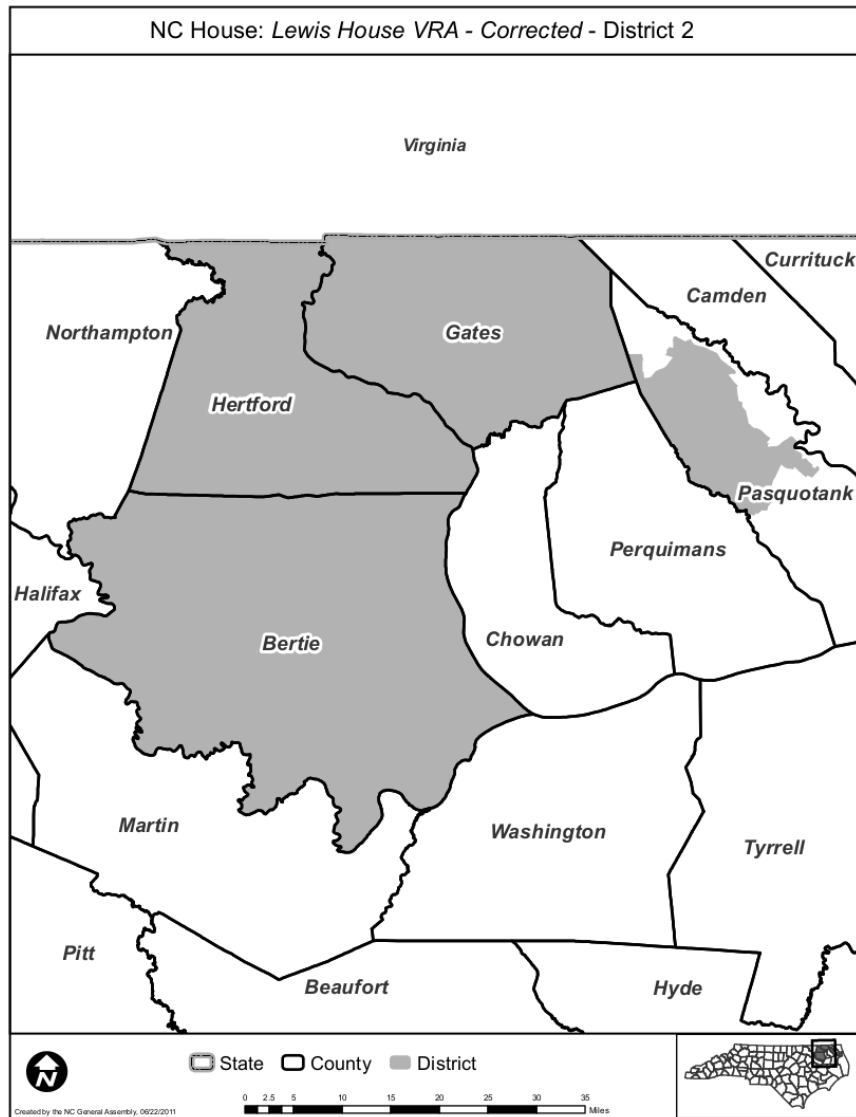 NC House: Lewis House VRA - Corrected - District 2
Virginia
Currituck
Camden
Northampton
Gates
Hertford
Pasquotank
Perquimans
Halifax
Chowan
Bertie
Martin
Washington
Tyrrell
Pitt
Beaufort
Hyde
N
State County District
0 2.5 5 10 15 20 25 30 35
Miles
Created by the NC General Assembly, 06/22/2011